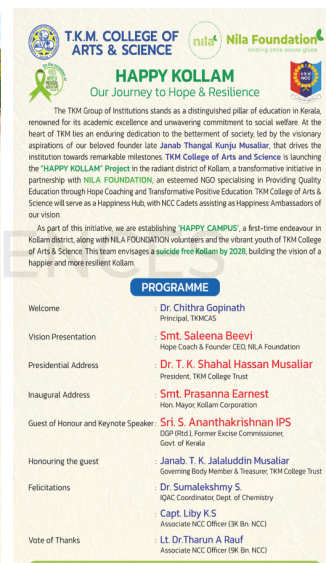 T.K.M. COLLEGE OF
ARTS & SCIENCE
nila
Nila Foundation
kindling smile across globe
HAPPY KOLLAM
Our Journey to Hope & Resilience
The TKM Group of Institutions stands as a distinguished pillar of education in Kerala,
renowned for its academic excellence and unwavering commitment to social welfare. At the
heart of TKM lies an enduring dedication to the betterment of society, led by the visionary
aspirations of our beloved founder late Janab Thangal Kunju Musaliar, that drives the
institution towards remarkable milestones. TKM College of Arts and Science is launching
the "HAPPY KOLLAM" Project in the radiant district of Kollam, a transformative initiative in
partnership with NILA FOUNDATION, an esteemed NGO specialising in Providing Quality
Education through Hope Coaching and Transformative Positive Education. TKM College of Arts &
Science will serve as a Happiness Hub, with NCC Cadets assisting as Happiness Ambassadors of
our vision.
As part of this initiative, we are establishing 'HAPPY CAMPUS', a first-time endeavour in
Kollam district, along with NILA FOUNDATION volunteers and the vibrant youth of TKM College
of Arts & Science. This team envisages a suicide free Kollam by 2028, building the vision of a
happier and more resilient Kollam.
PROGRAMME
Welcome : Dr. Chithra Gopinath
Principal, TKMCAS
Vision Presentation : Smt. Saleena Beevi
Hope Coach & Founder CEO, NILA Foundation
Presidential Address : Dr. T. K. Shahal Hassan Musaliar
President, TKM College Trust
Inaugural Address : Smt. Prasanna Earnest
Hon. Mayor, Kollam Corporation
Guest of Honour and Keynote Speaker : Sri. S. Ananthakrishnan IPS
DGP (Rtd.), Former Excise Commissioner,
Govt. of Kerala
Honouring the guest : Janab. T. K. Jalaluddin Musaliar
Governing Body Member & Treasurer, TKM College Trust
Felicitations : Dr. Sumalekshmy S.
IQAC Coordinator, Dept. of Chemistry
: Capt. Liby K.S
Associate NCC Officer (3K Bn. NCC)
Vote of Thanks : Lt. Dr.Tharun A Rauf
Associate NCC Officer (9K Bn. NCC)